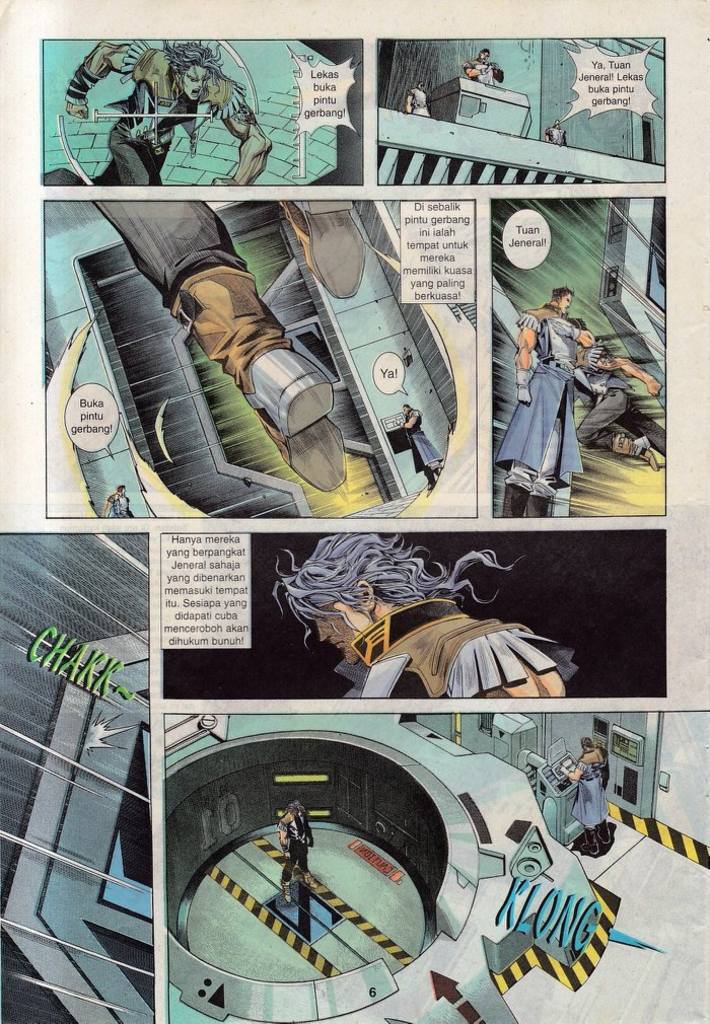 Lekas
buka
pintu
gerbang!
Ya, Tuan
Jeneral! Lekas
buka pintu
gerbang!
Di sebalik
pintu gerbang
ini ialah
tempat untuk
mereka
memiliki kuasa
yang paling
berkuasa!
Buka
pintu
gerbang!
Ya!
Tuan
Jeneral!
CHAKK~
Hanya mereka
yang berpangkat
Jeneral sahaja
yang dibenarkan
memasuki tempat
itu. Sesiapa yang
didapati cuba
menceroboh akan
dihukum bunuh!
01
KLONG
6